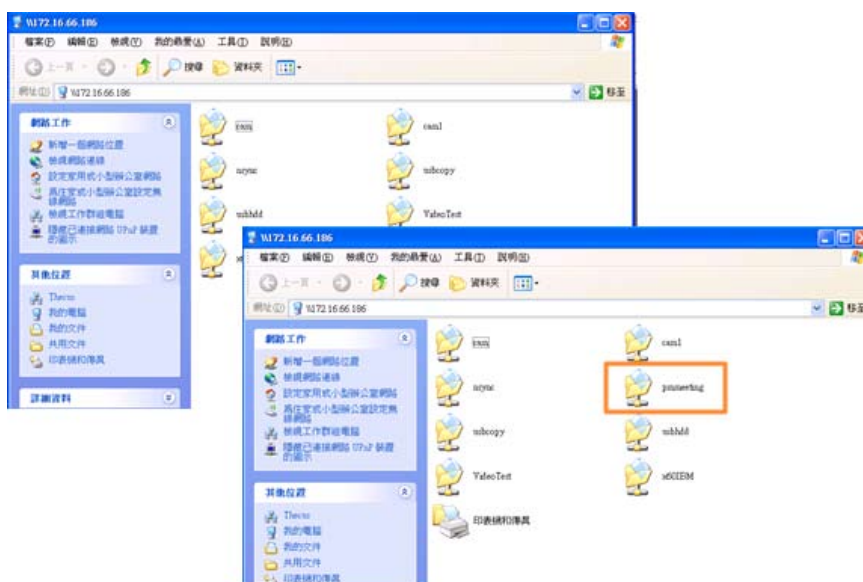 \\172.16.66.186
檔案(F) 編輯(E) 檢視(V) 我的最愛(A) 工具(T) 說明(H)
上一頁 搜尋 資料夾
網址(D) \\172.16.66.186 移至
網路工作
新增一個網路位置
檢視網路連線
設定家用或小型辦公室網路
爲住家或小型辦公室設定無線網路
檢視工作群組電腦
隱藏已連接網路 UPnP 裝置的圖示
其他位置
Thecus
我的電腦
我的文件
共用文件
印表機和傳真
詳細資料
cam1
nsync
usbcopy
usbhdd
VideoTest
\\172.16.66.186
檔案(F) 編輯(E) 檢視(V) 我的最愛(A) 工具(T) 說明(H)
上一頁 搜尋 資料夾
網址(D) \\172.16.66.186 移至
網路工作
新增一個網路位置
檢視網路連線
設定家用或小型辦公室網路
爲住家或小型辦公室設定無線網路
檢視工作群組電腦
隱藏已連接網路 UPnP 裝置的圖示
其他位置
Thecus
我的電腦
我的文件
共用文件
印表機和傳真
cam1
nsync
pmmeeting
usbcopy
usbhdd
VideoTest
x60IBM
印表機和傳真